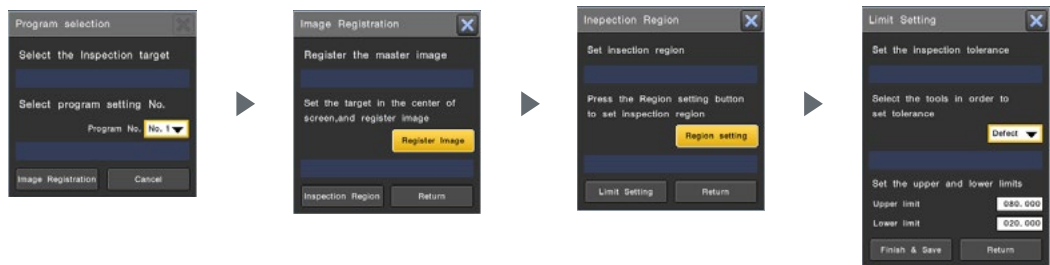 Program selection
Select the Inspection target
Select program setting No.
Program No. No. 1
Image Registration Cancel
Image Registration
Register the master image
Set the target in the center of
screen,and register image
Register Image
Inspection Region Return
Inepection Region
Set insection region
Press the Region setting button
to set inspection region
Region setting
Limit Setting Return
Limit Setting
Set the inspection tolerance
Select the tools in order to
set tolerance
Defect
Set the upper and lower limits
Upper limit 080.000
Lower limit 020.000
Finish & Save Return